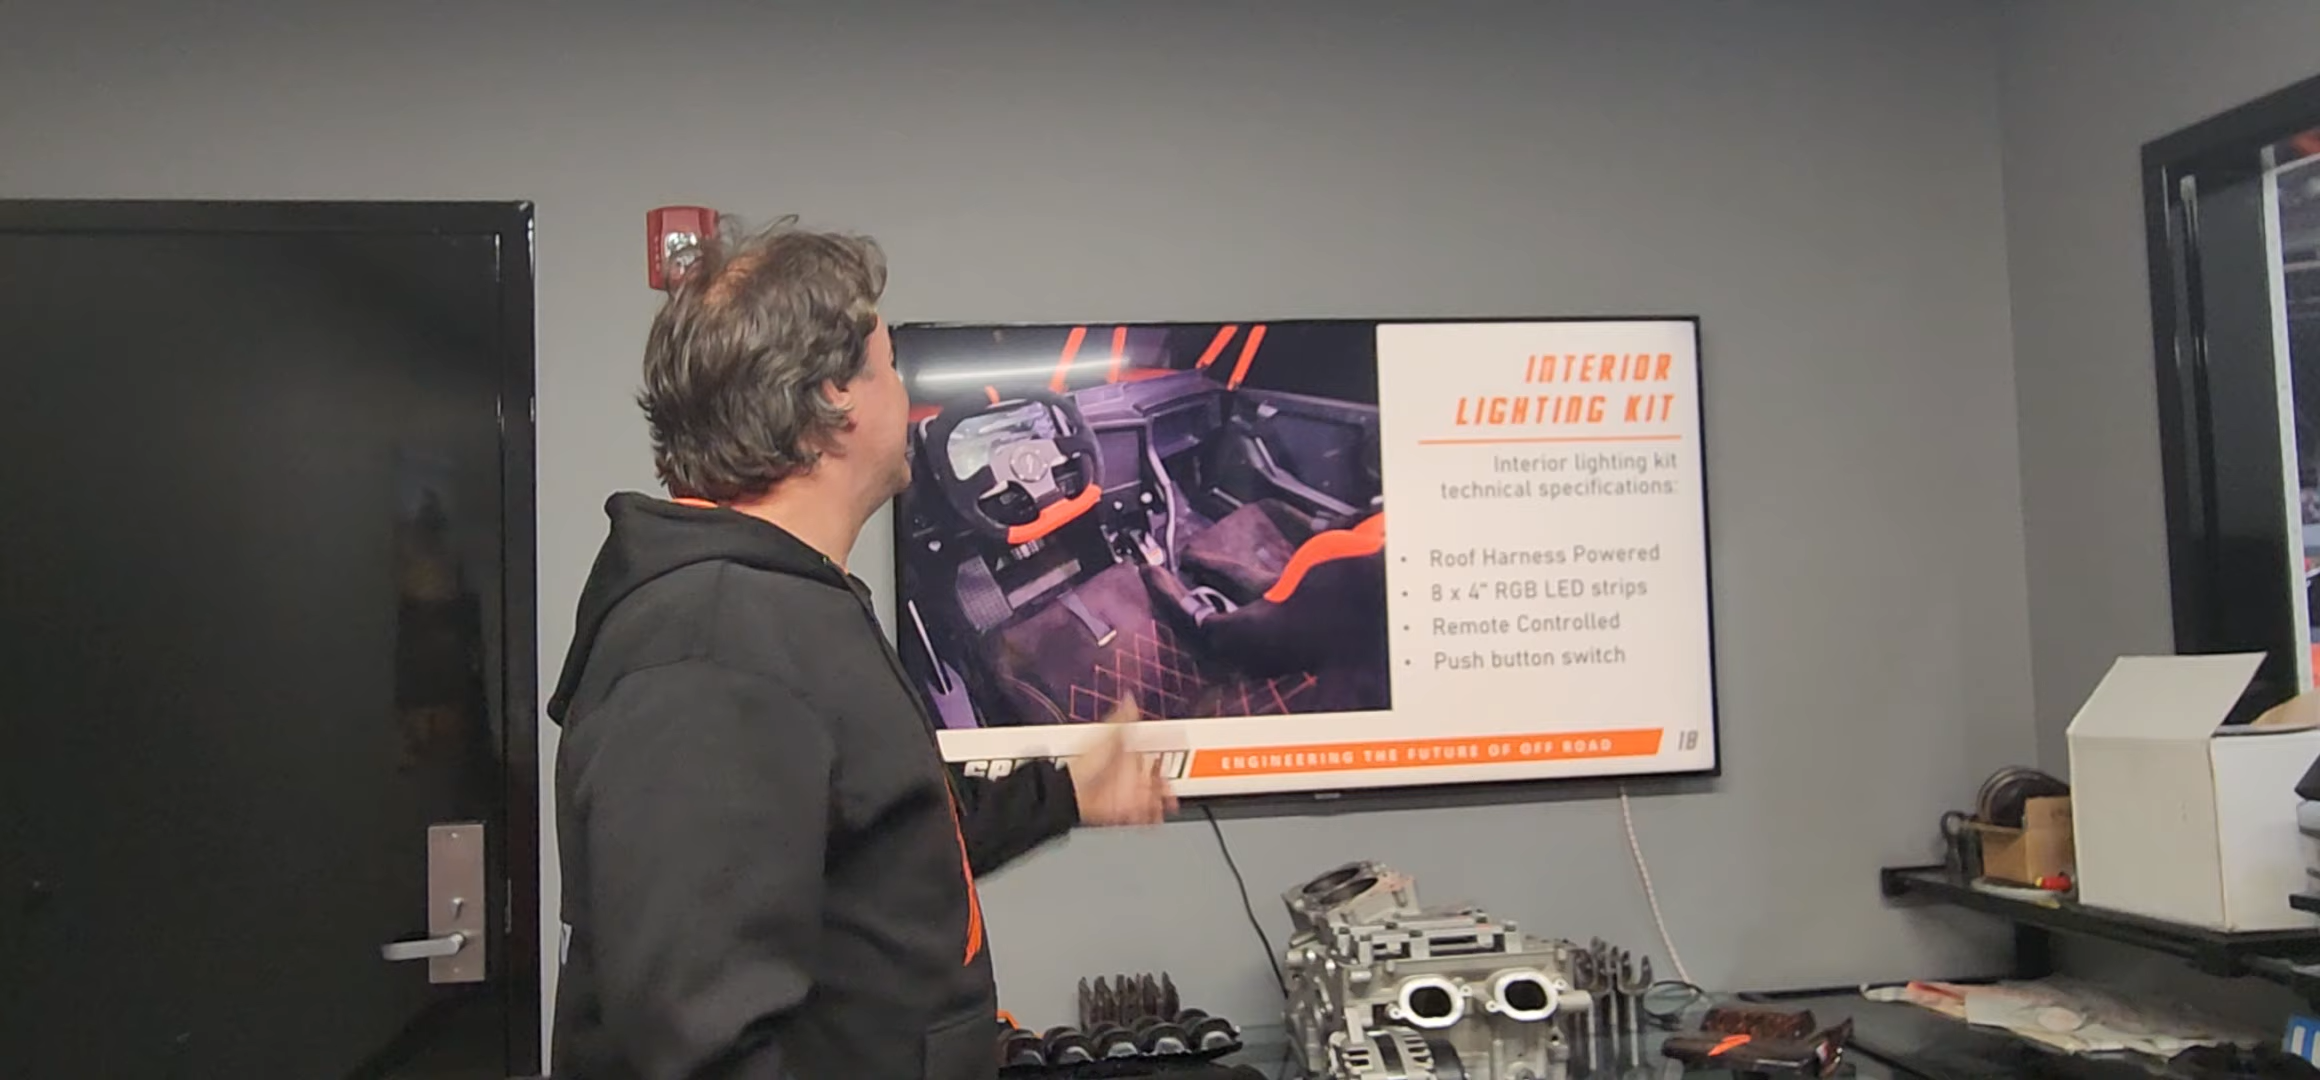 INTERIOR
LIGHTING KIT
Interior lighting kit
technical specifications:
• Roof Harness Powered
• 8 x 4" RGB LED strips
• Remote Controlled
• Push button switch
ENGINEERING THE FUTURE OF OFF ROAD
18